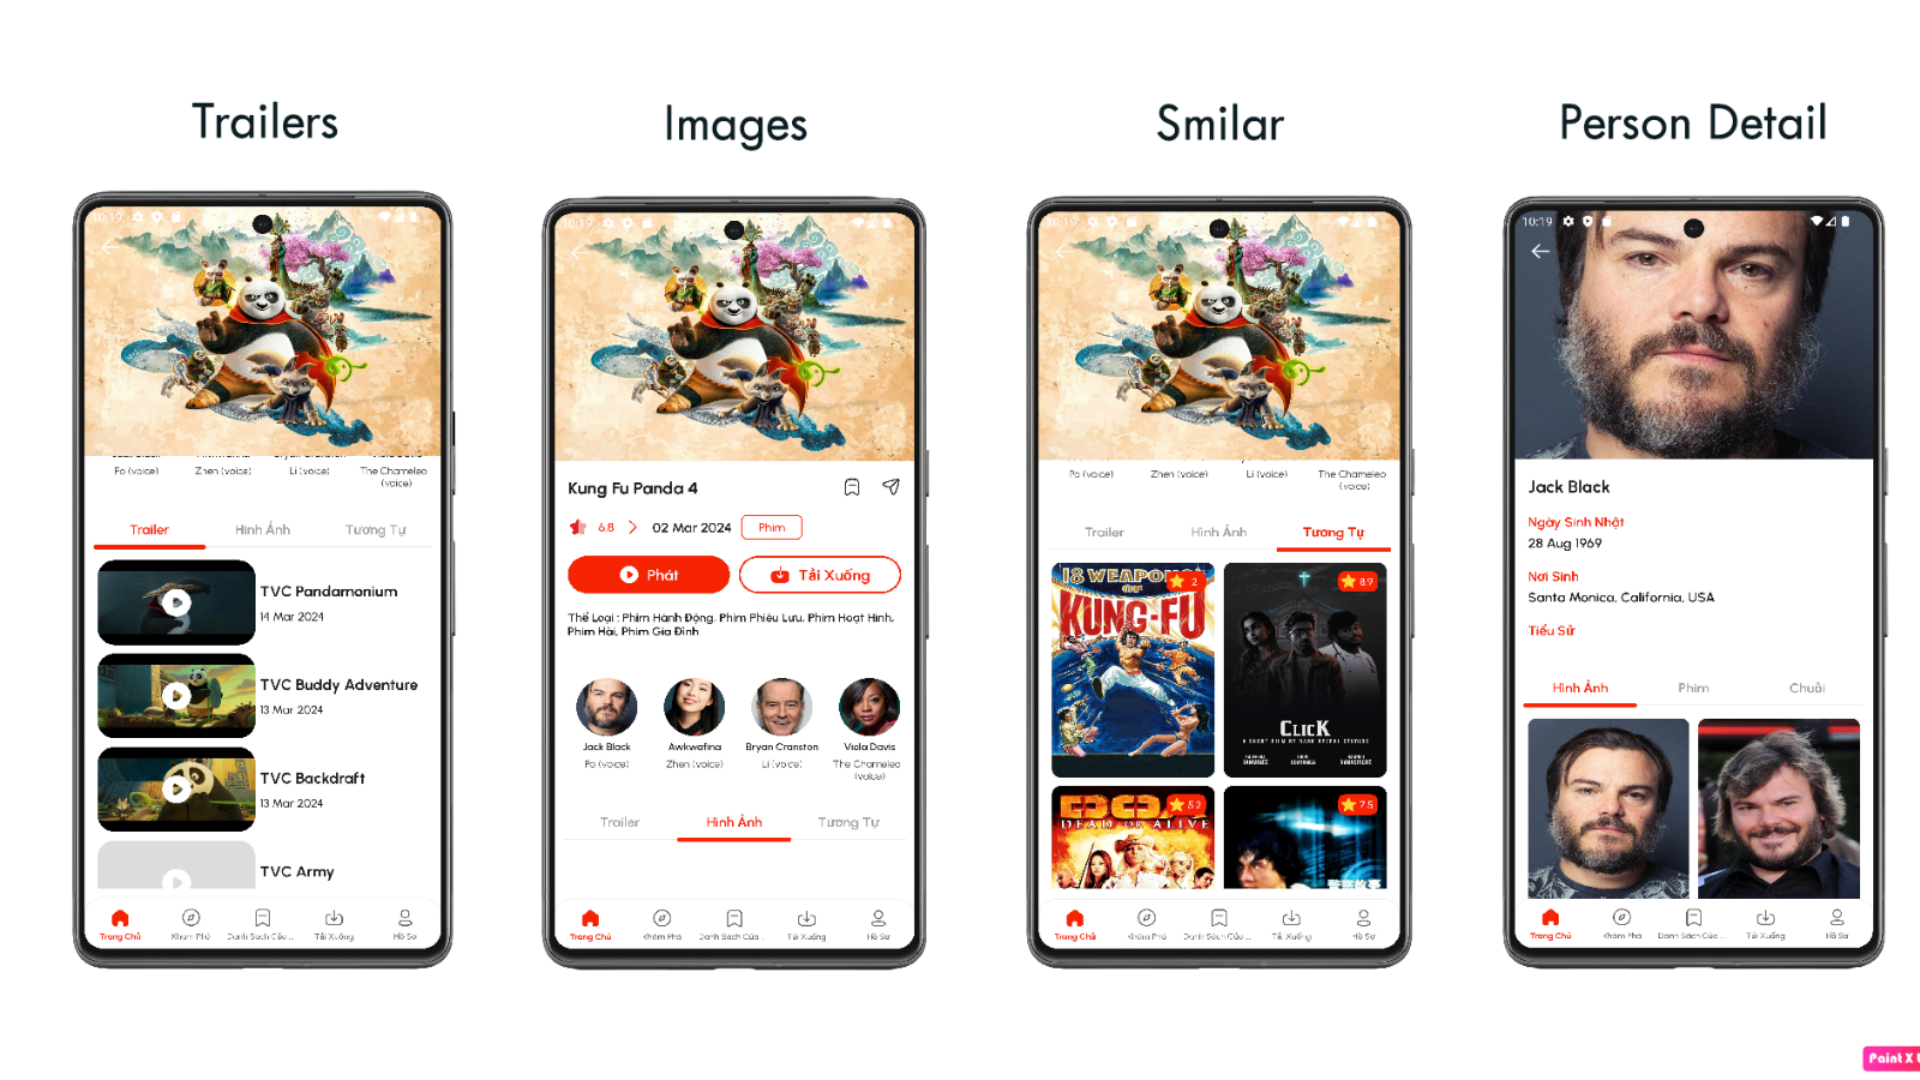 Trailers
Images
Smilar
Person Detail
10:19
Po (voice)
Zhen (voice)
Li (voice)
The Chameleo
(voice)
Trailer
Hình Ảnh
Tương Tự
TVC Pandamonium
14 Mar 2024
TVC Buddy Adventure
13 Mar 2024
TVC Backdraft
13 Mar 2024
TVC Army
Trang Chủ
Khám Phá
Danh Sách Của ...
Tải Xuống
Hồ Sơ
10:19
Kung Fu Panda 4
6.8
02 Mar 2024
Phim
Phát
Tải Xuống
Thể Loại : Phim Hành Động, Phim Phiêu Lưu, Phim Hoạt Hình,
Phim Hài, Phim Gia Đình
Jack Black
Awkwafina
Bryan Cranston
Viola Davis
Po (voice)
Zhen (voice)
Li (voice)
The Chameleo
(voice)
Trailer
Hình Ảnh
Tương Tự
Trang Chủ
Khám Phá
Danh Sách Của ...
Tải Xuống
Hồ Sơ
10:19
Po (voice)
Zhen (voice)
Li (voice)
The Chameleo
(voice)
Trailer
Hình Ảnh
Tương Tự
18 WEAPONS
OF
KUNG-FU
2
8.9
CLICK
A SHORT FILM BY DARK REVEAL STUDIOS
5.2
DOA
DEAD OR ALIVE
7.5
Trang Chủ
Khám Phá
Danh Sách Của ...
Tải Xuống
Hồ Sơ
10:19
Jack Black
Ngày Sinh Nhật
28 Aug 1969
Nơi Sinh
Santa Monica, California, USA
Tiểu Sử
Hình Ảnh
Phim
Chuỗi
Trang Chủ
Khám Phá
Danh Sách Của ...
Tải Xuống
Hồ Sơ
Paint X